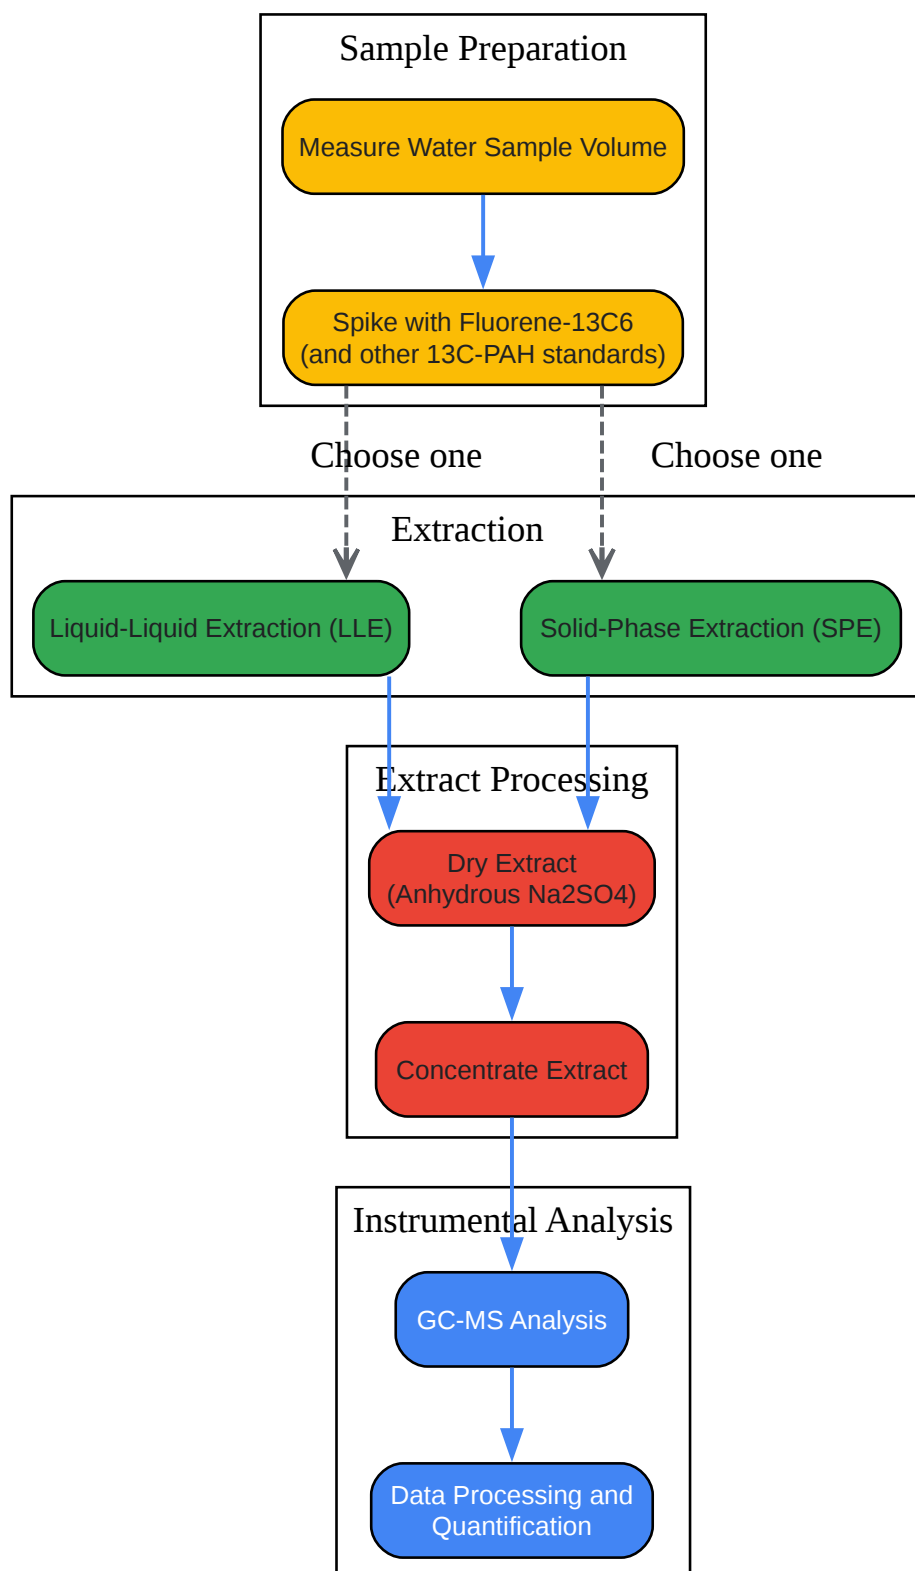 Sample Preparation
Measure Water Sample Volume
Spike with Fluorene-13C6
(and other 13C-PAH standards)
Choose one
Choose one
Extraction
Liquid-Liquid Extraction (LLE)
Solid-Phase Extraction (SPE)
Extract Processing
Dry Extract
(Anhydrous Na2SO4)
Concentrate Extract
Instrumental Analysis
GC-MS Analysis
Data Processing and
Quantification